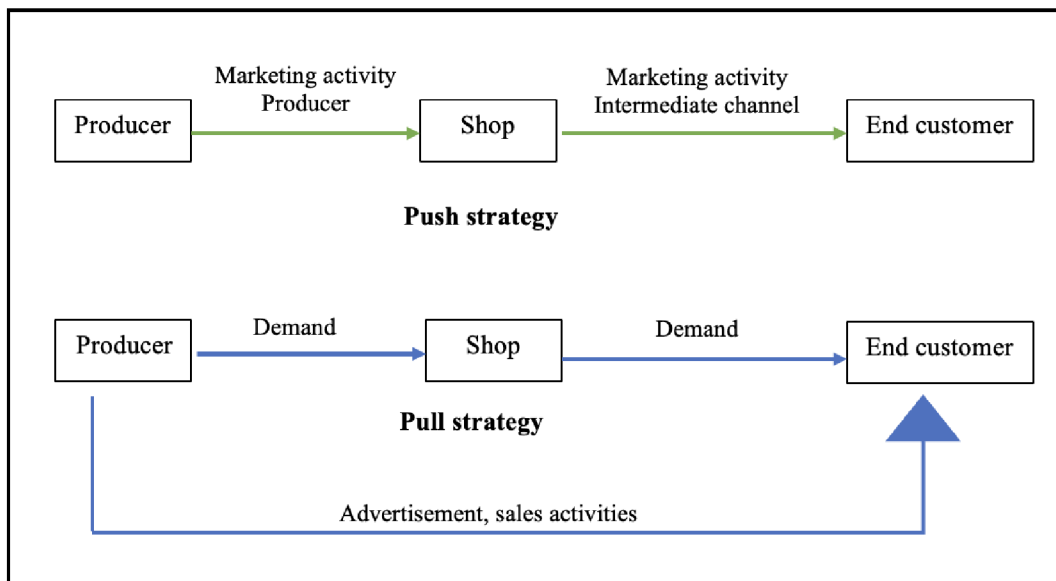 Marketing activity
Producer
Marketing activity
Intermediate channel
Producer
Shop
End customer
Push strategy
Producer
Demand
Shop
Demand
End customer
Pull strategy
Advertisement, sales activities